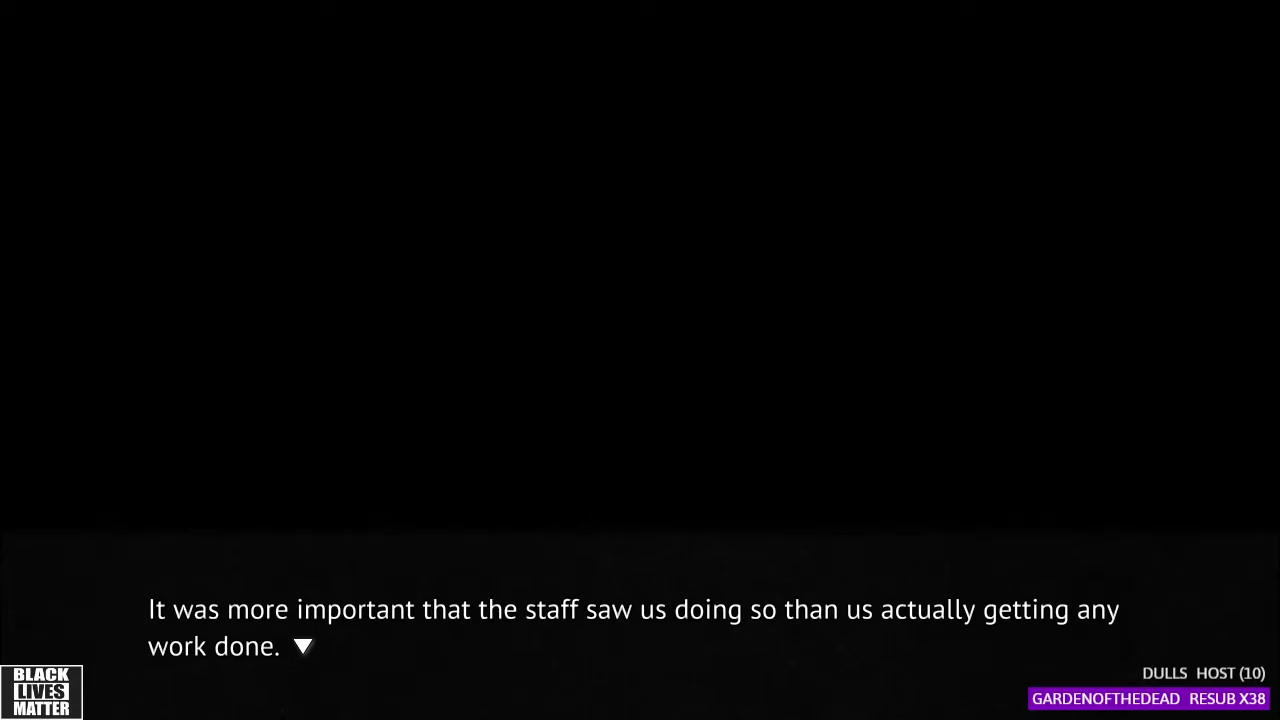 It was more important that the staff saw us doing so than us actually getting any
work done.
BLACK
LIVES
MATTER
DULLS HOST (10)
GARDENOFTHEDEAD RESUB X38